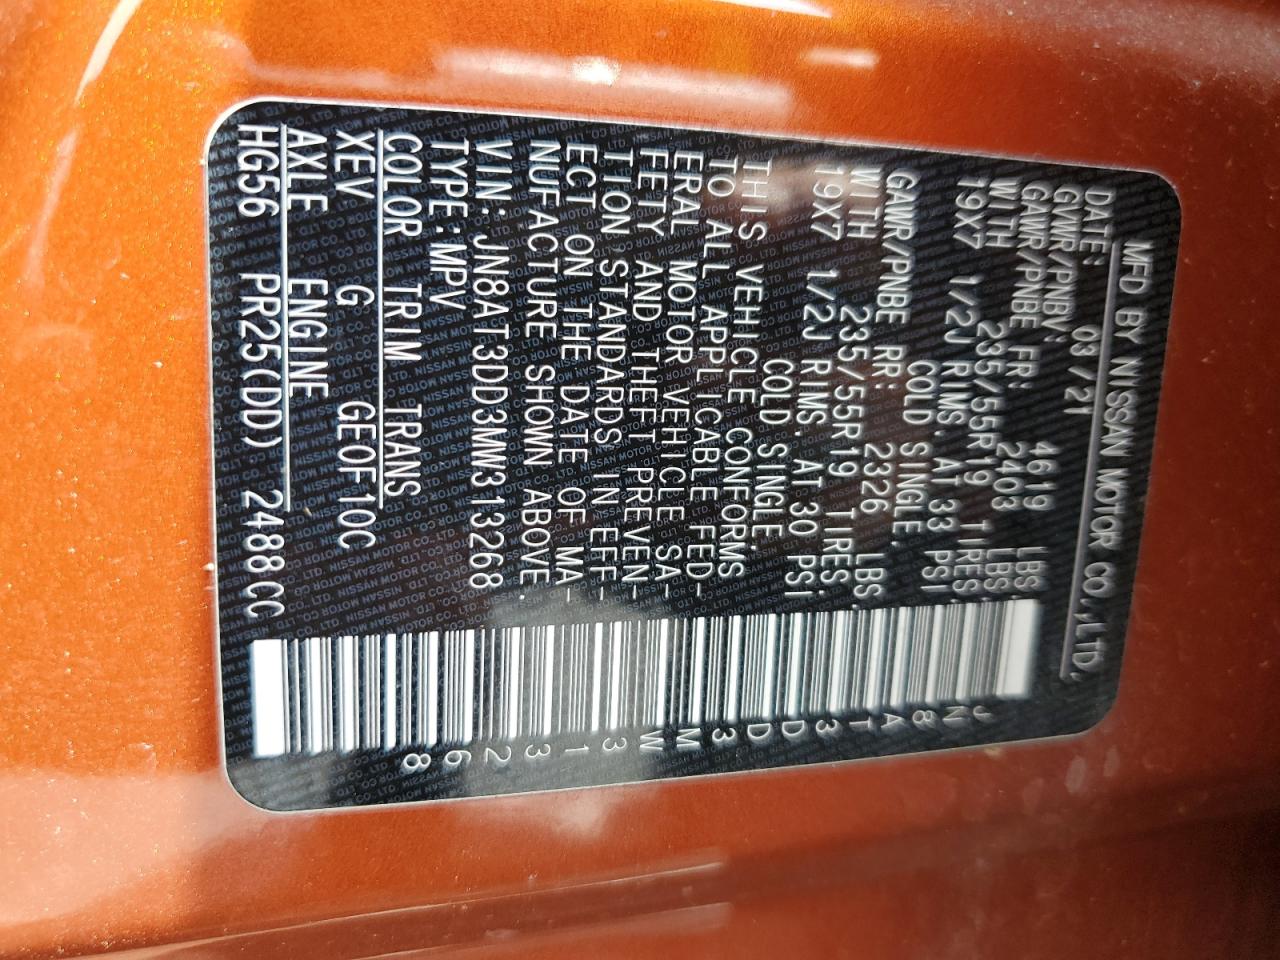 MFD BY NISSAN MOTOR CO.,LTD.
DATE: 03/21
GVWR/PNBV: 4619 LBS.
GAWR/PNBE FR: 2403 LBS.
WITH 235/55R19 TIRES.
19X7 1/2J RIMS. AT 33 PSI
COLD SINGLE
GAWR/PNBE RR: 2326 LBS.
WITH 235/55R19 TIRES.
19X7 1/2J RIMS. AT 30 PSI
COLD SINGLE.
THIS VEHICLE CONFORMS
TO ALL APPLICABLE FED-
ERAL MOTOR VEHICLE SA-
FETY AND THEFT PREVEN-
TION STANDARDS IN EFF-
ECT ON THE DATE OF MA-
NUFACTURE SHOWN ABOVE.
VIN: JN8AT3DD3MW313268
TYPE:MPV
COLOR TRIM TRANS
XEV G GEOF10C
AXLE ENGINE
HG56 PR25(DD) 2488CC
JN8AT3DD3MW313268